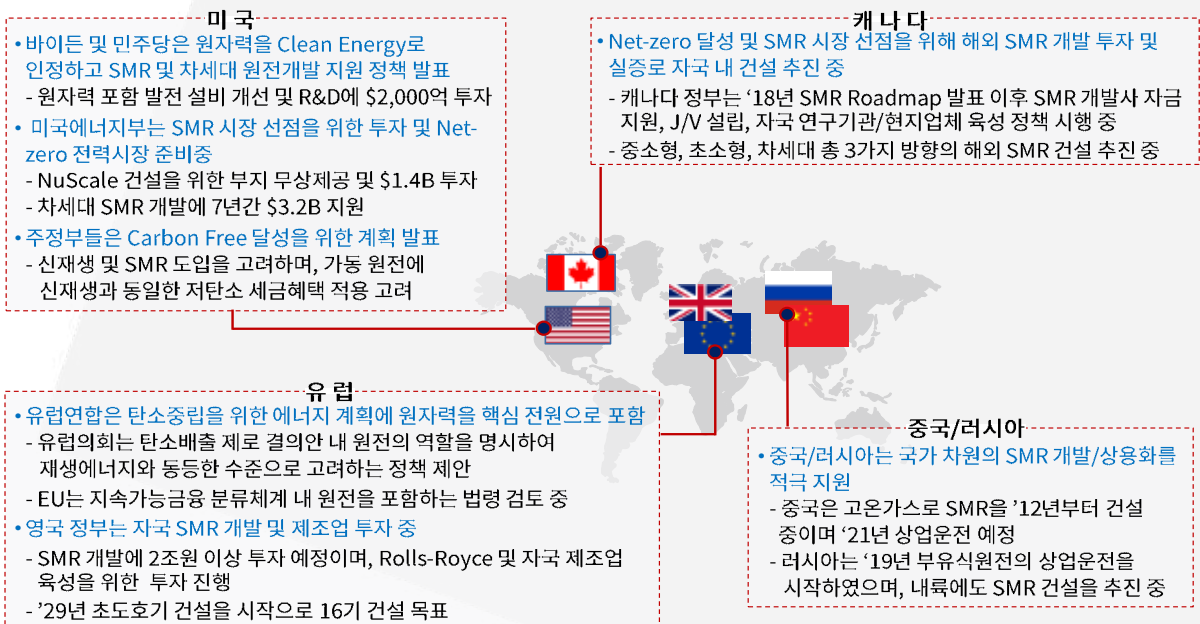 미 국
• 바이든 및 민주당은 원자력을 Clean Energy로
인정하고 SMR 및 차세대 원전개발 지원 정책 발표
- 원자력 포함 발전 설비 개선 및 R&D에 $2,000억 투자
• 미국에너지부는 SMR 시장 선점을 위한 투자 및 Net-
zero 전력시장 준비중
- NuScale 건설을 위한 부지 무상제공 및 $1.4B 투자
- 차세대 SMR 개발에 7년간 $3.2B 지원
• 주정부들은 Carbon Free 달성을 위한 계획 발표
- 신재생 및 SMR 도입을 고려하며, 가동 원전에
신재생과 동일한 저탄소 세금혜택 적용 고려
캐 나 다
• Net-zero 달성 및 SMR 시장 선점을 위해 해외 SMR 개발 투자 및
실증로 자국 내 건설 추진 중
- 캐나다 정부는 ‘18년 SMR Roadmap 발표 이후 SMR 개발사 자금
지원, J/V 설립, 자국 연구기관/현지업체 육성 정책 시행 중
- 중소형, 초소형, 차세대 총 3가지 방향의 해외 SMR 건설 추진 중
유 럽
• 유럽연합은 탄소중립을 위한 에너지 계획에 원자력을 핵심 전원으로 포함
- 유럽의회는 탄소배출 제로 결의안 내 원전의 역할을 명시하여
재생에너지와 동등한 수준으로 고려하는 정책 제안
- EU는 지속가능금융 분류체계 내 원전을 포함하는 법령 검토 중
• 영국 정부는 자국 SMR 개발 및 제조업 투자 중
- SMR 개발에 2조원 이상 투자 예정이며, Rolls-Royce 및 자국 제조업
육성을 위한 투자 진행
- ’29년 초도호기 건설을 시작으로 16기 건설 목표
중국/러시아
• 중국/러시아는 국가 차원의 SMR 개발/상용화를
적극 지원
- 중국은 고온가스로 SMR을 ’12년부터 건설
중이며 ‘21년 상업운전 예정
- 러시아는 ‘19년 부유식원전의 상업운전을
시작하였으며, 내륙에도 SMR 건설을 추진 중